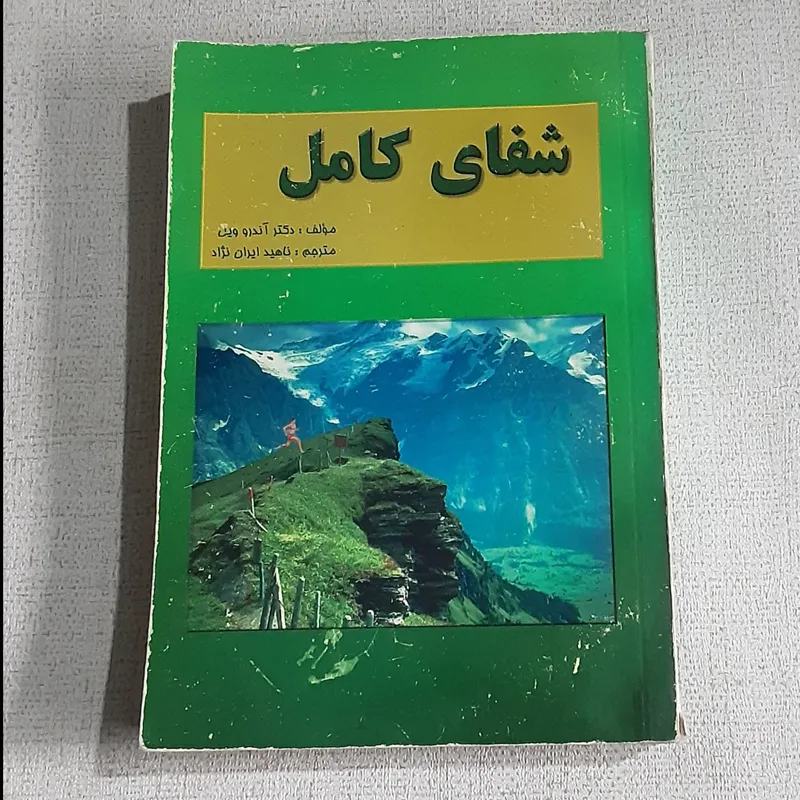 شفای کامل
مؤلف : دکتر آندرو ویل
مترجم : ناهید ایران نژاد